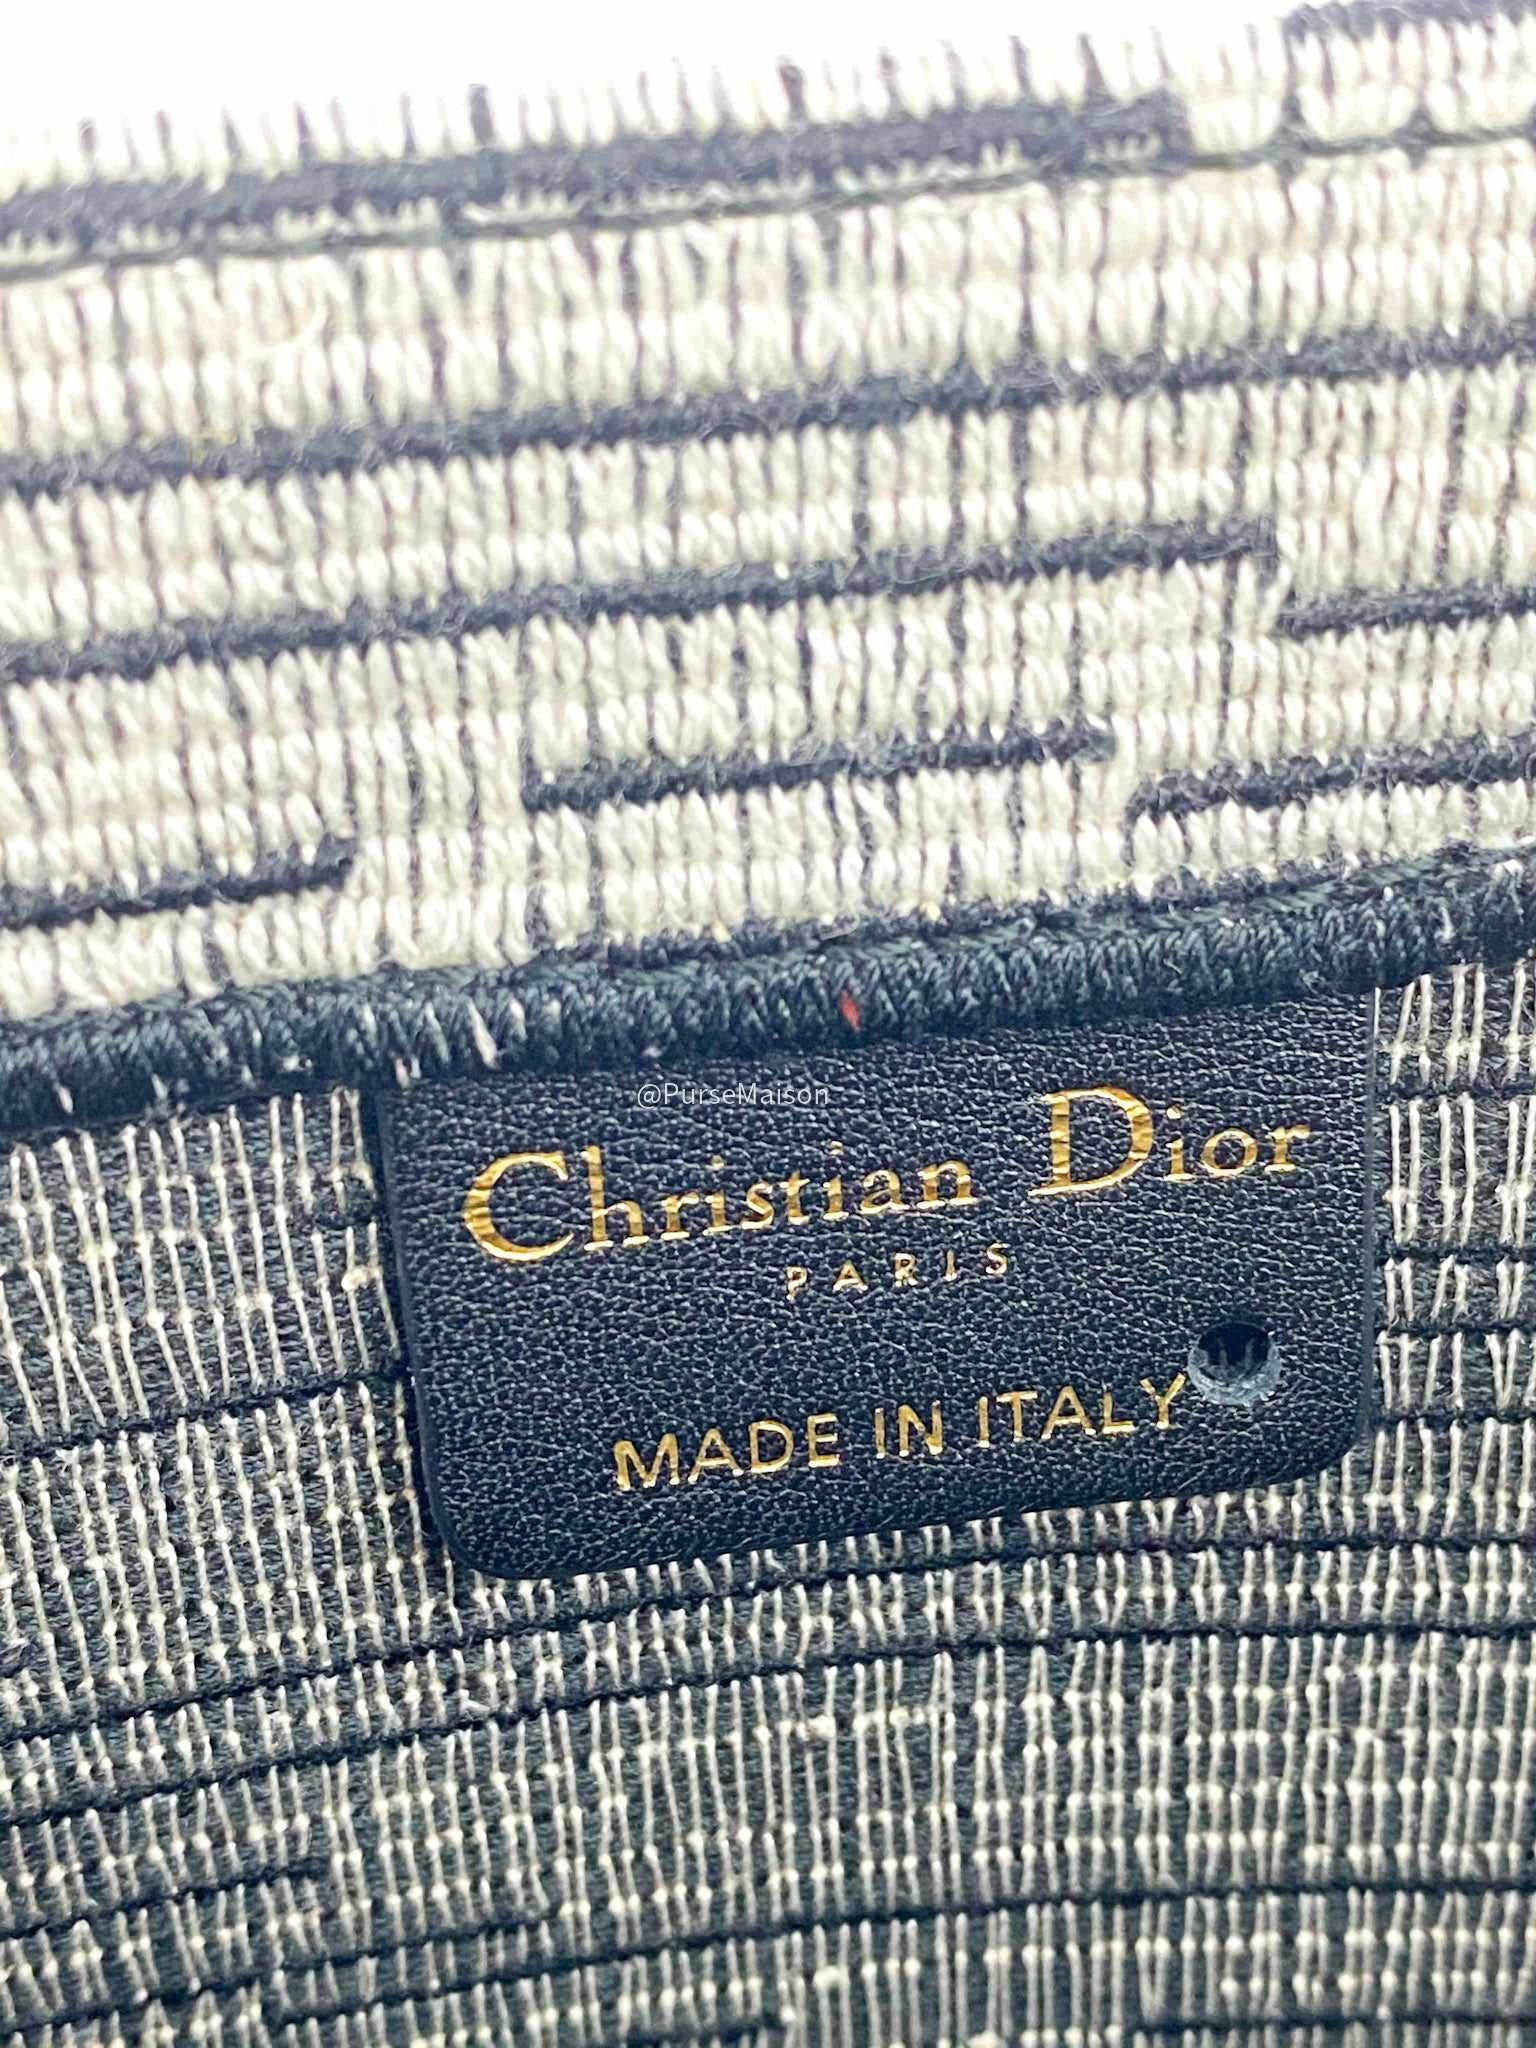 @PurseMaison
Christian Dior
PARIS
MADE IN ITALY